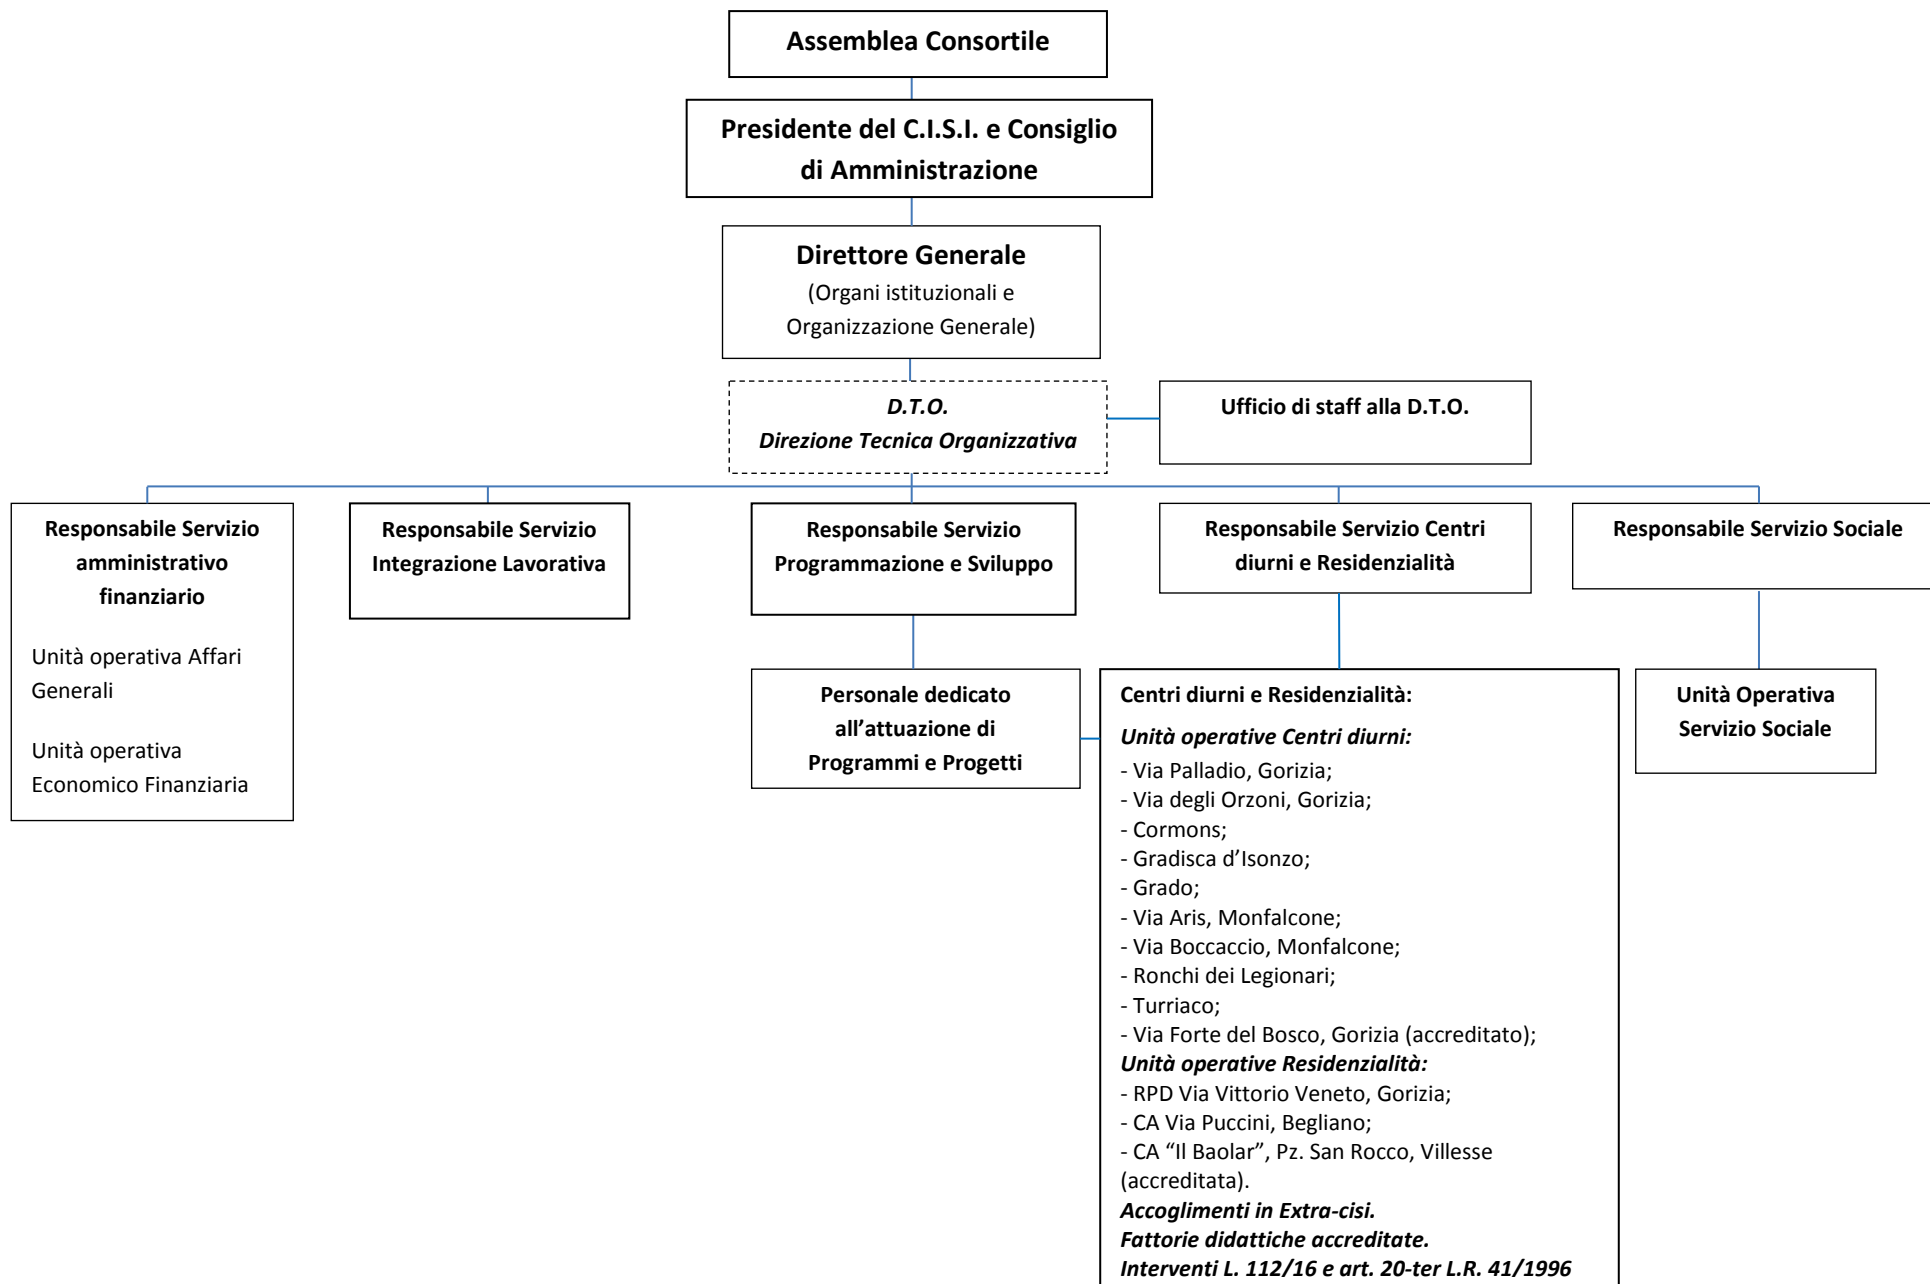 Assemblea Consortile
Presidente del C.I.S.I. e Consiglio
di Amministrazione
Direttore Generale
(Organi istituzionali e
Organizzazione Generale)
D.T.O.
Direzione Tecnica Organizzativa
Ufficio di staff alla D.T.O.
Responsabile Servizio
amministrativo
finanziario
Unità operativa Affari
Generali
Unità operativa
Economico Finanziaria
Responsabile Servizio
Integrazione Lavorativa
Responsabile Servizio
Programmazione e Sviluppo
Responsabile Servizio Centri
diurni e Residenzialità
Responsabile Servizio Sociale
Personale dedicato
all’attuazione di
Programmi e Progetti
Centri diurni e Residenzialità:
Unità operative Centri diurni:
- Via Palladio, Gorizia;
- Via degli Orzoni, Gorizia;
- Cormons;
- Gradisca d’Isonzo;
- Grado;
- Via Aris, Monfalcone;
- Via Boccaccio, Monfalcone;
- Ronchi dei Legionari;
- Turriaco;
- Via Forte del Bosco, Gorizia (accreditato);
Unità operative Residenzialità:
- RPD Via Vittorio Veneto, Gorizia;
- CA Via Puccini, Begliano;
- CA “Il Baolar”, Pz. San Rocco, Villesse
(accreditata).
Accoglimenti in Extra-cisi.
Fattorie didattiche accreditate.
Interventi L. 112/16 e art. 20-ter L.R. 41/1996
Unità Operativa
Servizio Sociale